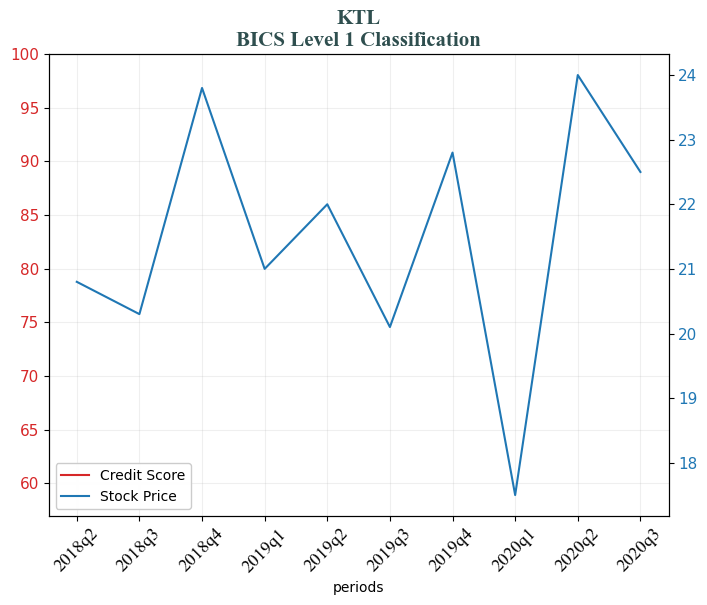 KTL
BICS Level 1 Classification
100
95
90
85
80
75
70
65
60
24
23
22
21
20
19
18
Credit Score
Stock Price
2018q2
2018q3
2018q4
2019q1
2019q2
2019q3
2019q4
2020q1
2020q2
2020q3
periods